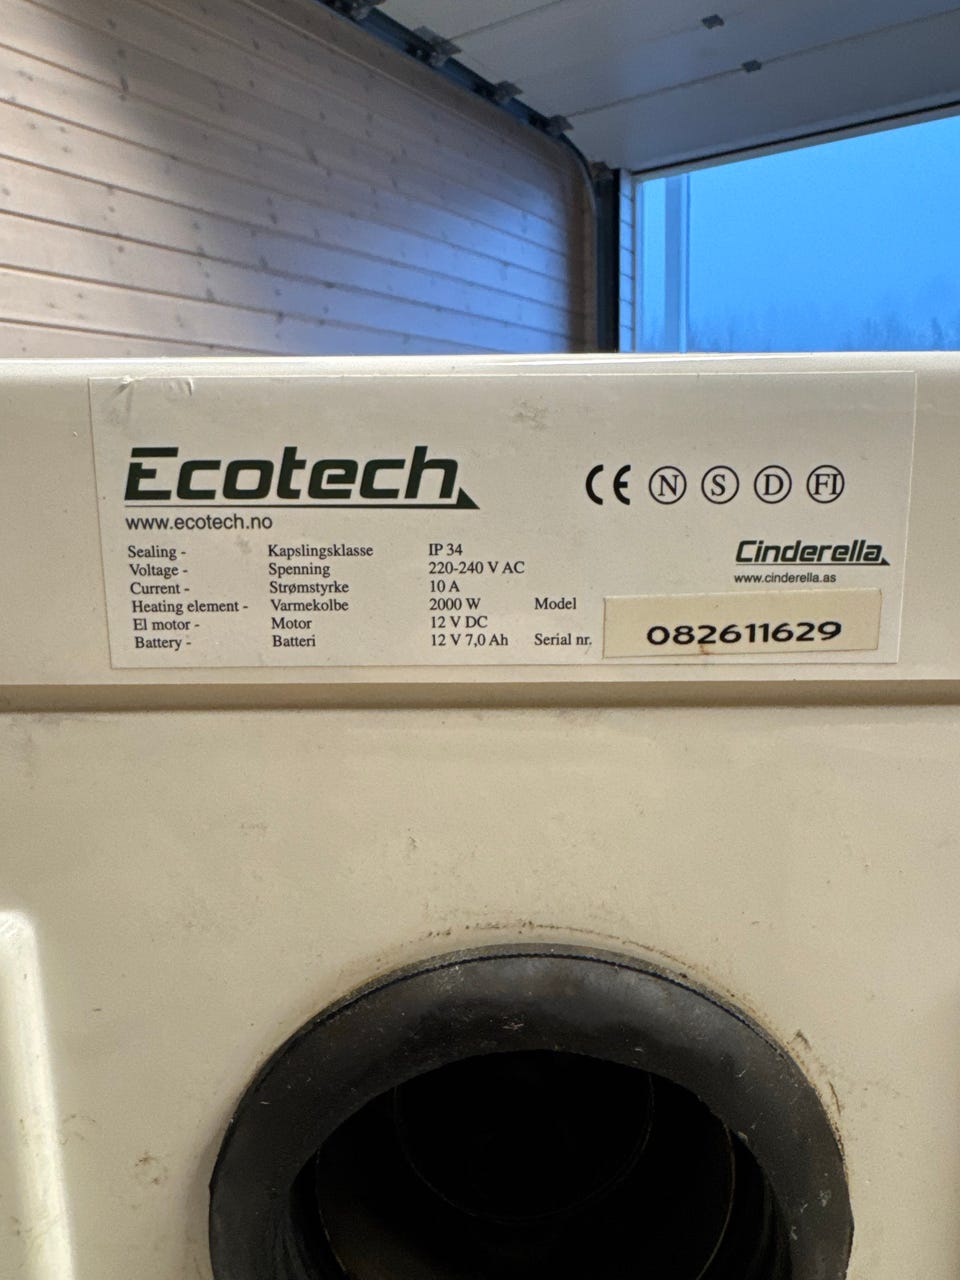 Ecotech
www.ecotech.no
CE N S D FI
Cinderella
www.cinderella.as
Sealing - Kapslingsklasse IP 34
Voltage - Spenning 220-240 V AC
Current - Strømstyrke 10 A
Heating element - Varmekolbe 2000 W Model
El motor - Motor 12 V DC
Battery - Batteri 12 V 7,0 Ah Serial nr.
082611629